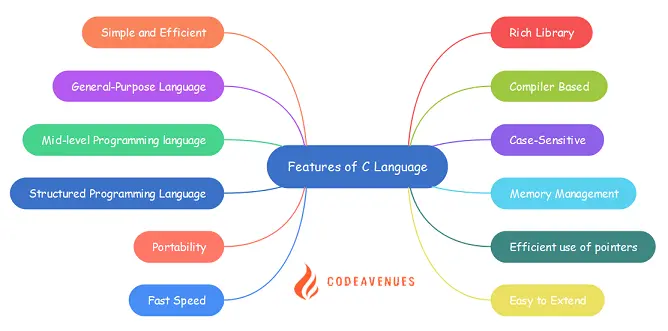 Simple and Efficient
General-Purpose Language
Mid-level Programming language
Structured Programming Language
Portability
Fast Speed
Features of C Language
Rich Library
Compiler Based
Case-Sensitive
Memory Management
Efficient use of pointers
Easy to Extend
CODEAVENUES